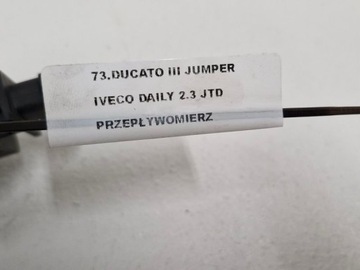 73.DUCATO III JUMPER
IVECO DAILY 2.3 JTD
PRZEPŁYWOMIERZ